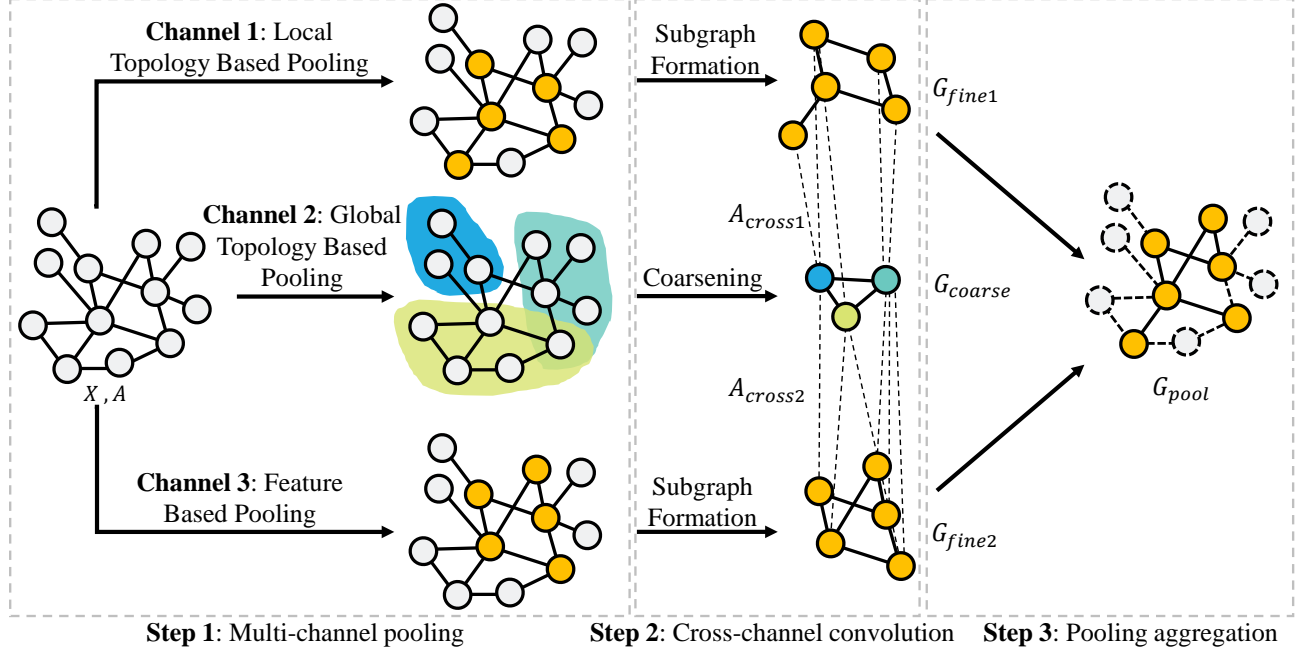 Channel 1: Local
Topology Based Pooling
Subgraph
Formation
G_fine1
Channel 2: Global
Topology Based
Pooling
A_cross1
Coarsening
G_coarse
X , A
A_cross2
G_pool
Channel 3: Feature
Based Pooling
Subgraph
Formation
G_fine2
Step 1: Multi-channel pooling
Step 2: Cross-channel convolution
Step 3: Pooling aggregation